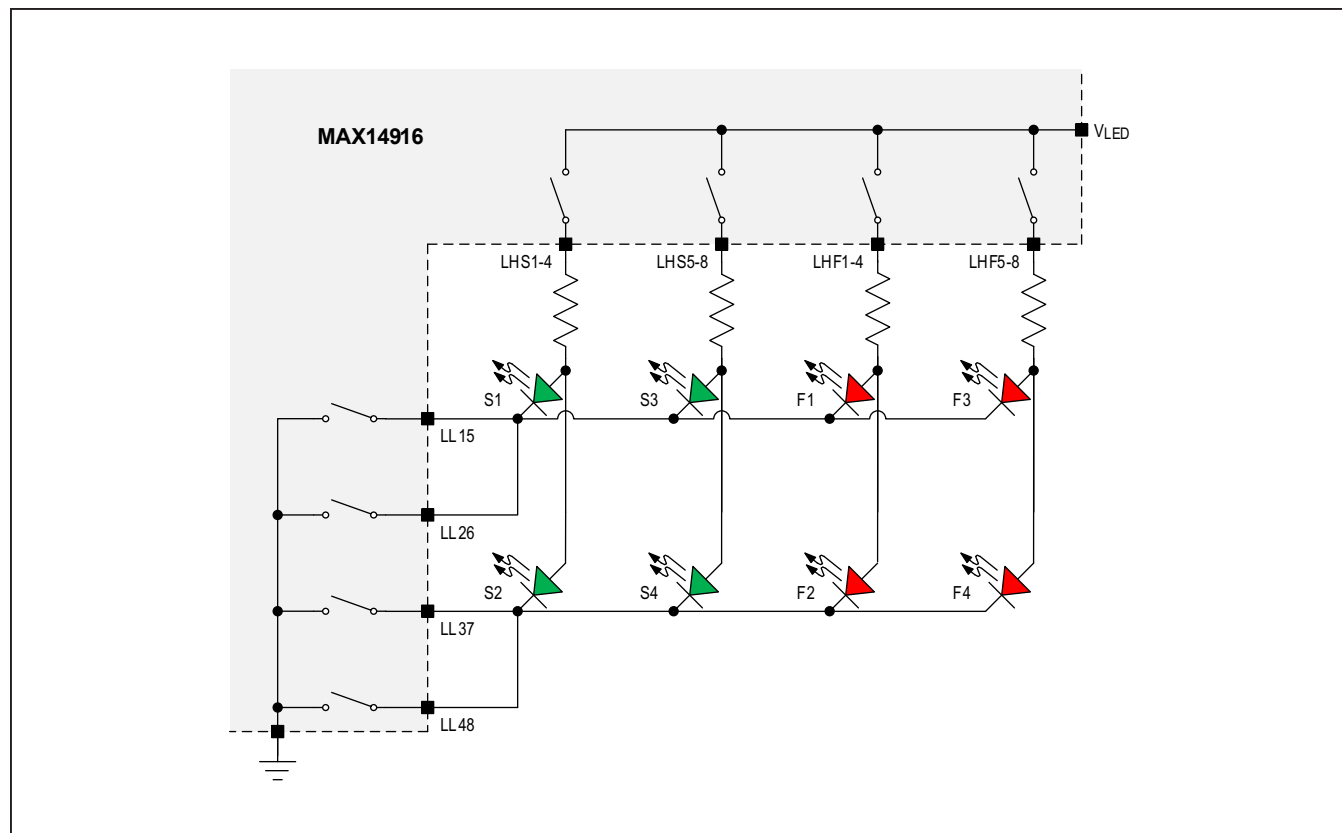 MAX14916
VLED
LHS1-4
LHS5-8
LHF1-4
LHF5-8
S1
S3
F1
F3
LL15
LL26
S2
S4
F2
F4
LL37
LL48